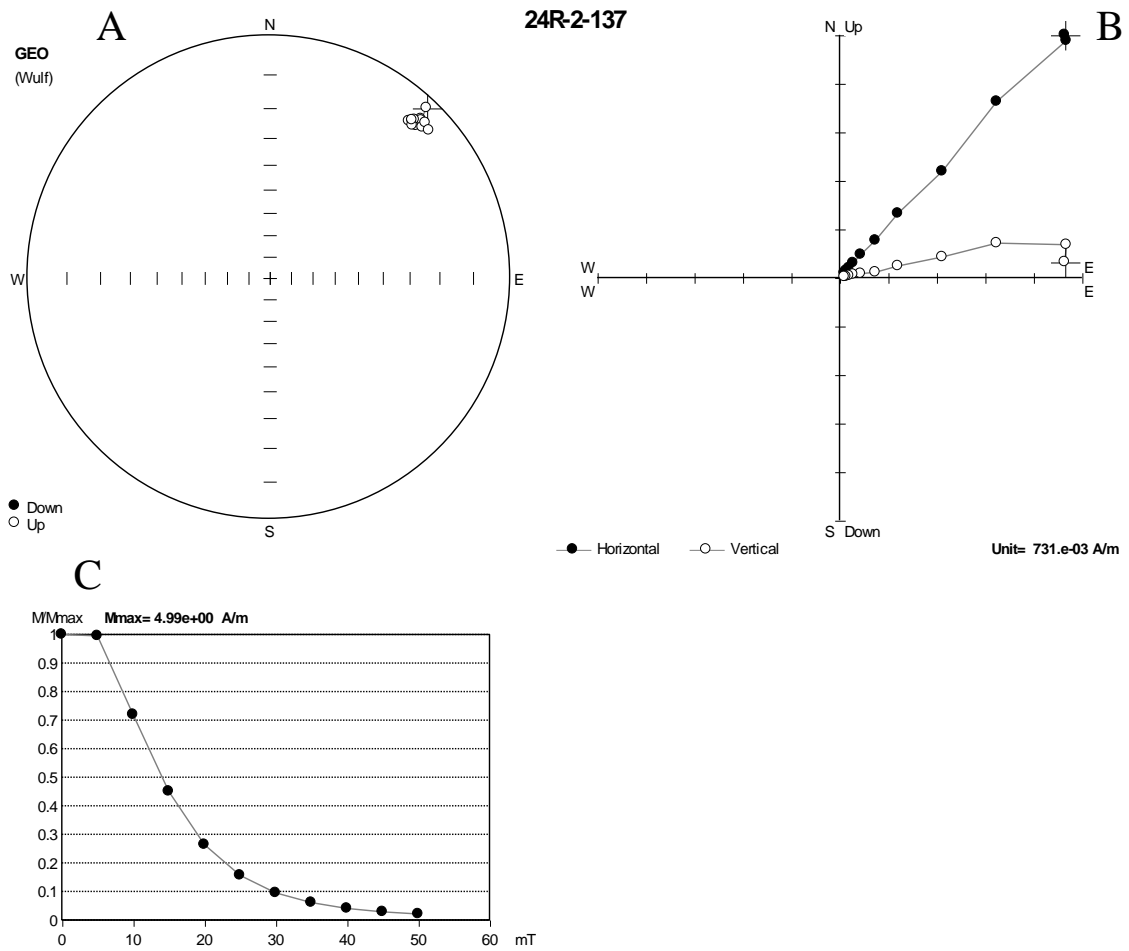 24R-2-137
A
GEO
(Wulf)
N
W
E
S
Down
Up
B
N Up
W
E
W
E
S Down
Horizontal
Vertical
Unit= 731.e-03 A/m
C
M/Mmax Mmax= 4.99e+00 A/m
1
0.9
0.8
0.7
0.6
0.5
0.4
0.3
0.2
0.1
0
0 10 20 30 40 50 60 mT